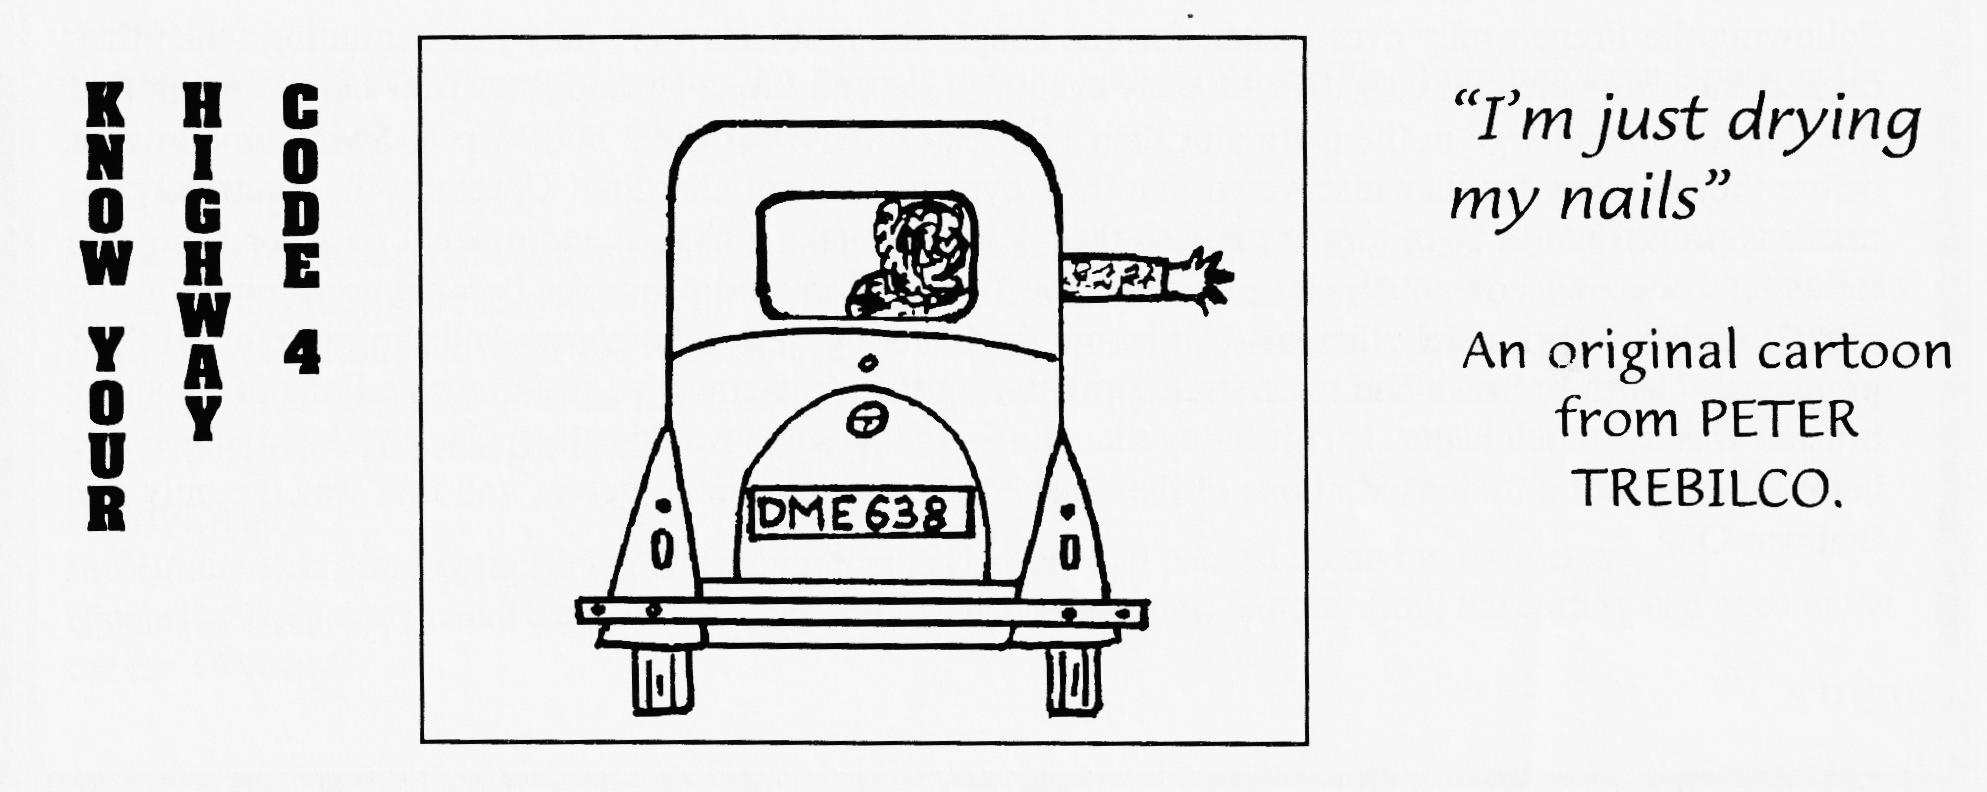 KNOW YOUR
HIGHWAY
CODE 4
DME 638
“I’m just drying
my nails”
An original cartoon
from PETER
TREBILCO.